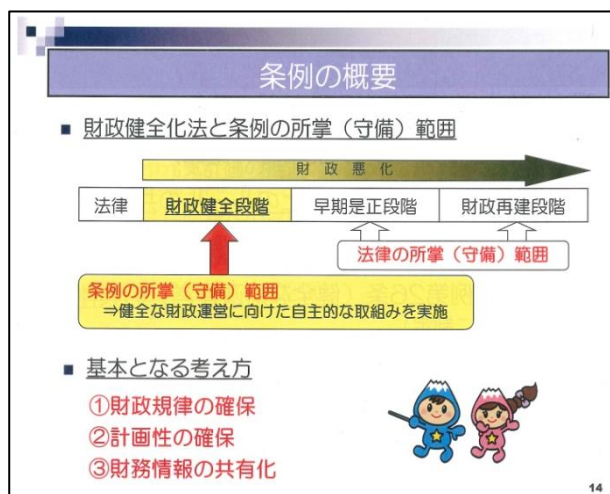 条例の概要
■ 財政健全化法と条例の所掌（守備）範囲
財政悪化
法律 財政健全段階 早期是正段階 財政再建段階
法律の所掌（守備）範囲
条例の所掌（守備）範囲
⇒健全な財政運営に向けた自主的な取組みを実施
■ 基本となる考え方
①財政規律の確保
②計画性の確保
③財務情報の共有化
14